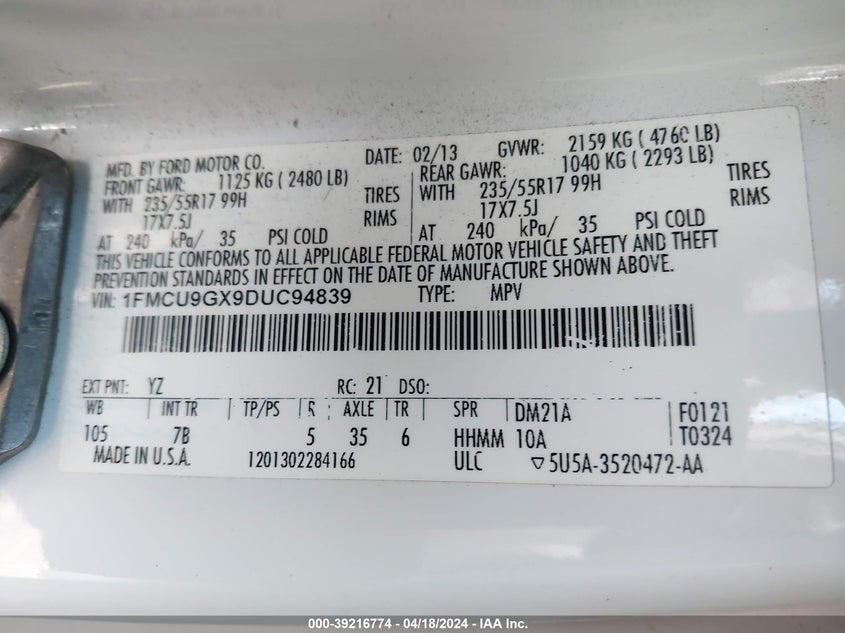 MFD. BY FORD MOTOR CO. DATE: 02/13 GVWR: 2159 KG ( 4760 LB)
FRONT GAWR: 1125 KG ( 2480 LB) REAR GAWR: 1040 KG ( 2293 LB)
WITH 235/55R17 99H TIRES WITH 235/55R17 99H TIRES
17X7.5J RIMS 17X7.5J RIMS
AT 240 kPa/ 35 PSI COLD AT 240 kPa/ 35 PSI COLD
THIS VEHICLE CONFORMS TO ALL APPLICABLE FEDERAL MOTOR VEHICLE SAFETY AND THEFT
PREVENTION STANDARDS IN EFFECT ON THE DATE OF MANUFACTURE SHOWN ABOVE.
VIN: 1FMCU9GX9DUC94839 TYPE: MPV
EXT PNT: YZ RC: 21 DSO:
WB INT TR TP/PS R AXLE TR SPR DM21A F0121
105 7B 5 35 6 HHMM 10A T0324
MADE IN U.S.A. 1201302284166 ULC ▽5U5A-3520472-AA
000-39216774 - 04/18/2024 - IAA Inc.